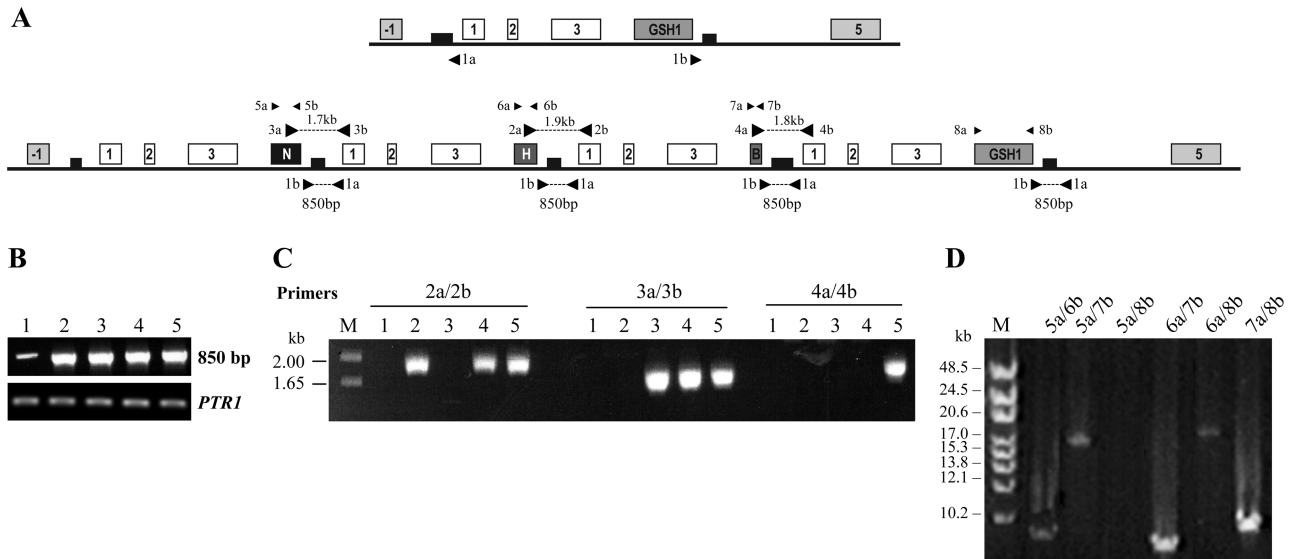 A
-1 1 2 3 GSH1 5
1a 1b
5a 5b 6a 6b 7a 7b
1.7kb 1.9kb 1.8kb
3a 3b 2a 2b 4a 4b 8a 8b
-1 1 2 3 N 1 2 3 H 1 2 3 B 1 2 3 GSH1 5
1b 1a 1b 1a 1b 1a 1b 1a
850bp 850bp 850bp 850bp
B
1 2 3 4 5
850 bp
PTR1
C
Primers 2a/2b 3a/3b 4a/4b
kb M 1 2 3 4 5 1 2 3 4 5 1 2 3 4 5
2.00
1.65
D
kb M 5a/6b 5a/7b 5a/8b 6a/7b 6a/8b 7a/8b
48.5
24.5
20.6
17.0
15.3
13.8
12.1
10.2